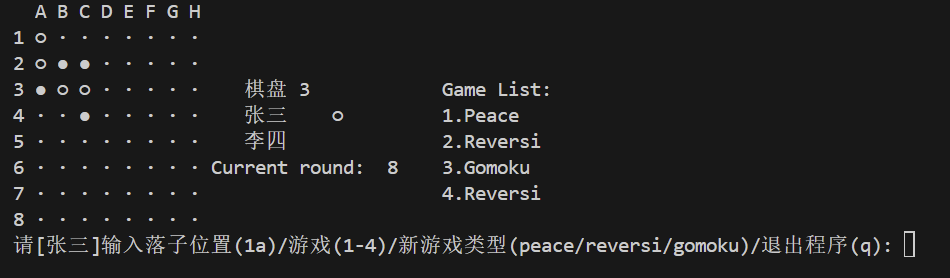 A B C D E F G H
1 ○ · · · · · · ·
2 ○ ● ● · · · · ·
3 ● ○ ○ · · · · · 棋盘 3 Game List:
4 · · ● · · · · · 张三 ○ 1.Peace
5 · · · · · · · · 李四 2.Reversi
6 · · · · · · · · Current round: 8 3.Gomoku
7 · · · · · · · · 4.Reversi
8 · · · · · · · ·
请[张三]输入落子位置(1a)/游戏(1-4)/新游戏类型(peace/reversi/gomoku)/退出程序(q):